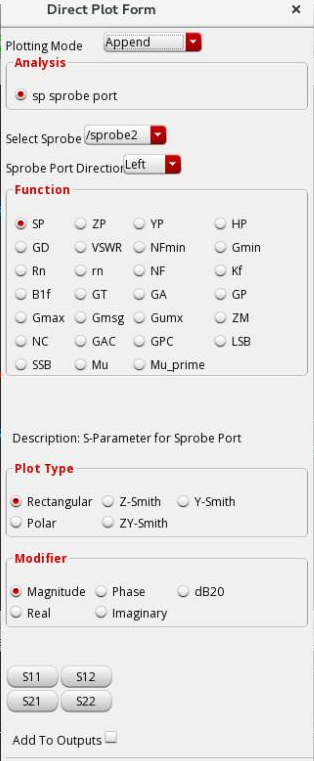 Direct Plot Form ×
Plotting Mode Append
Analysis
sp sprobe port
Select Sprobe /sprobe2
Sprobe Port Direction Left
Function
SP ZP YP HP
GD VSWR NFmin Gmin
Rn rn NF Kf
B1f GT GA GP
Gmax Gmsg Gumx ZM
NC GAC GPC LSB
SSB Mu Mu_prime
Description: S-Parameter for Sprobe Port
Plot Type
Rectangular Z-Smith Y-Smith
Polar ZY-Smith
Modifier
Magnitude Phase dB20
Real Imaginary
S11 S12
S21 S22
Add To Outputs